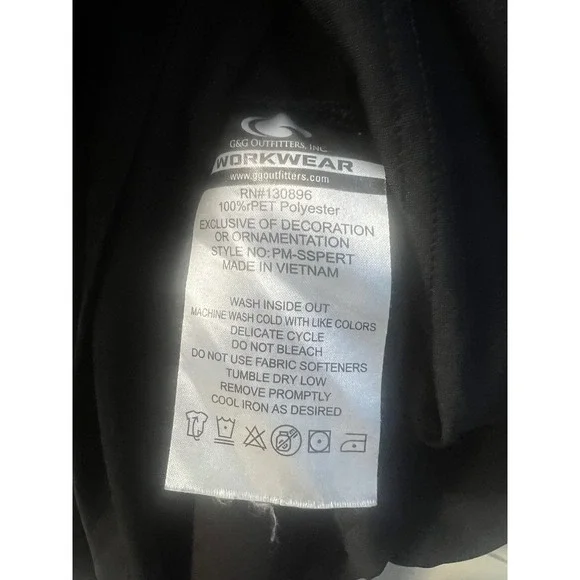 G&G OUTFITTERS, INC.
WORKWEAR
www.ggoutfitters.com
RN#130896
100%rPET Polyester
EXCLUSIVE OF DECORATION
OR ORNAMENTATION
STYLE NO:PM-SSPERT
MADE IN VIETNAM
WASH INSIDE OUT
MACHINE WASH COLD WITH LIKE COLORS
DELICATE CYCLE
DO NOT BLEACH
DO NOT USE FABRIC SOFTENERS
TUMBLE DRY LOW
REMOVE PROMPTLY
COOL IRON AS DESIRED